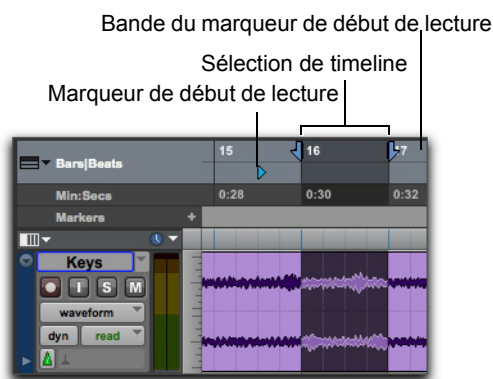 Bande du marqueur de début de lecture
Sélection de timeline
Marqueur de début de lecture
15 16 17
Bars|Beats
Min:Secs 0:28 0:30 0:32
Markers +
Keys
I S M
waveform
dyn read